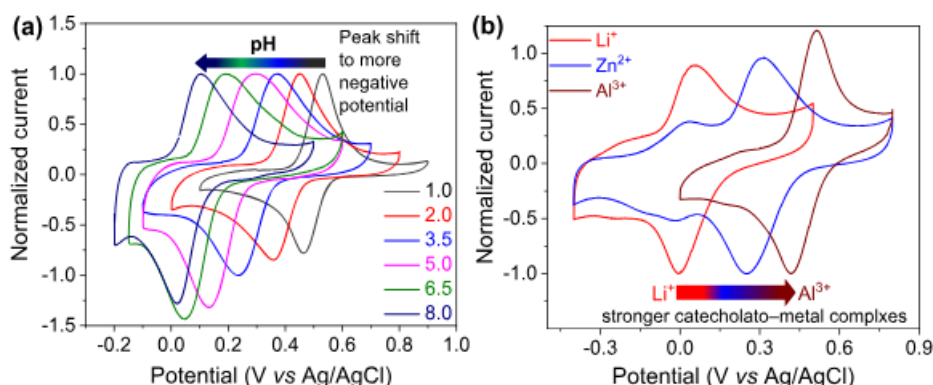 (a)
pH
Peak shift
to more
negative
potential
Normalized current
1.5
1.0
0.5
0.0
-0.5
-1.0
-1.5
1.0
2.0
3.5
5.0
6.5
8.0
-0.2 0.0 0.2 0.4 0.6 0.8 1.0
Potential (V vs Ag/AgCl)
(b)
Li⁺
Zn²⁺
Al³⁺
Normalized current
1.0
0.5
0.0
-0.5
-1.0
Li⁺ Al³⁺
stronger catecholato–metal complxes
-0.3 0.0 0.3 0.6 0.9
Potential (V vs Ag/AgCl)